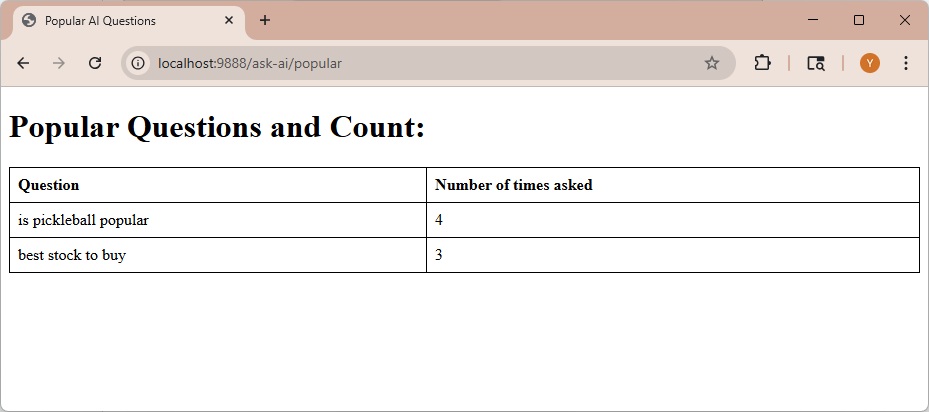 Popular AI Questions
localhost:9888/ask-ai/popular
Y
Popular Questions and Count:
Question Number of times asked
is pickleball popular 4
best stock to buy 3